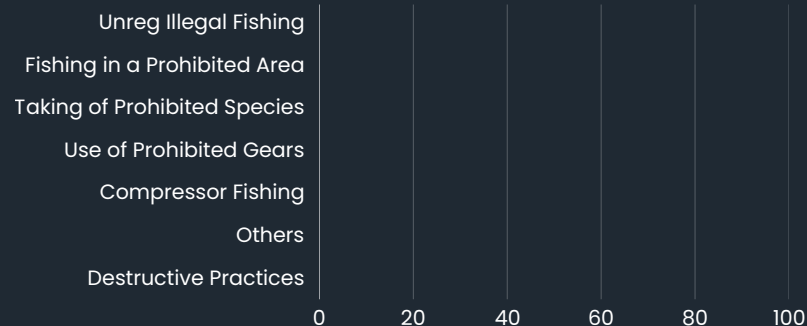 Unreg Illegal Fishing
Fishing in a Prohibited Area
Taking of Prohibited Species
Use of Prohibited Gears
Compressor Fishing
Others
Destructive Practices
0 20 40 60 80 100